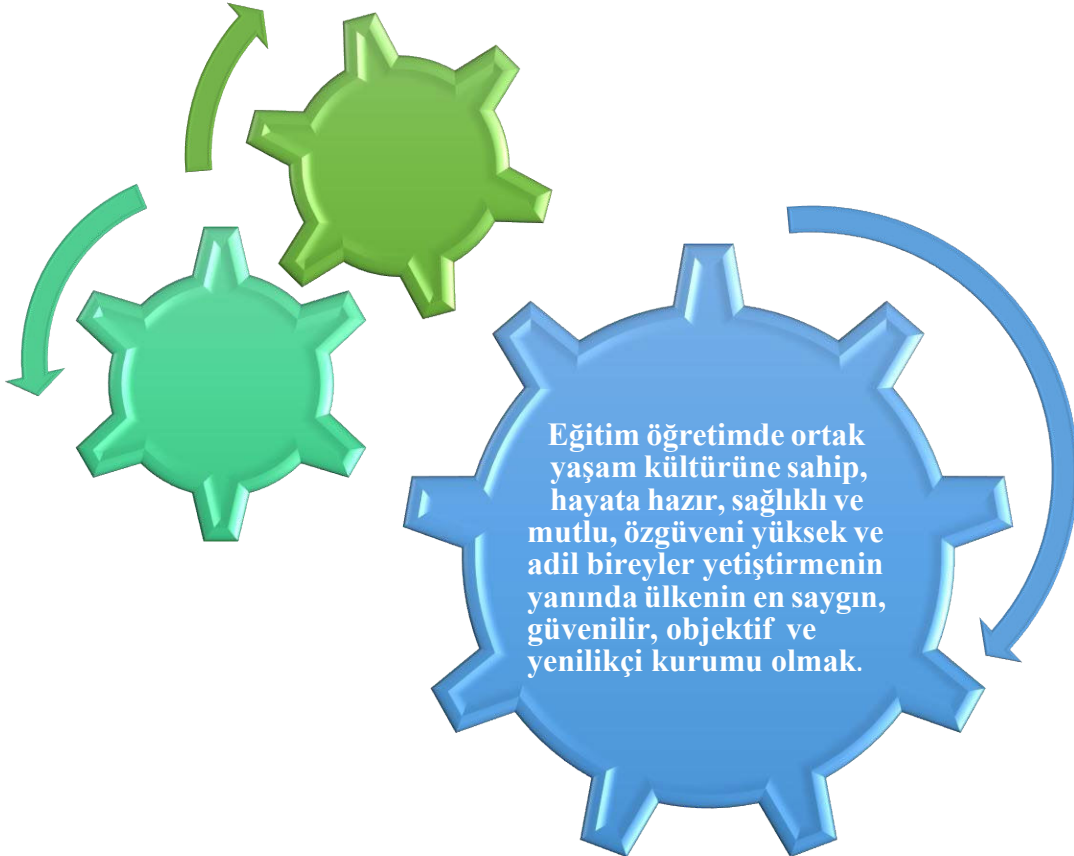 Eğitim öğretimde ortak
yaşam kültürüne sahip,
hayata hazır, sağlıklı ve
mutlu, özgüveni yüksek ve
adil bireyler yetiştirmenin
yanında ülkenin en saygın,
güvenilir, objektif ve
yenilikçi kurumu olmak.